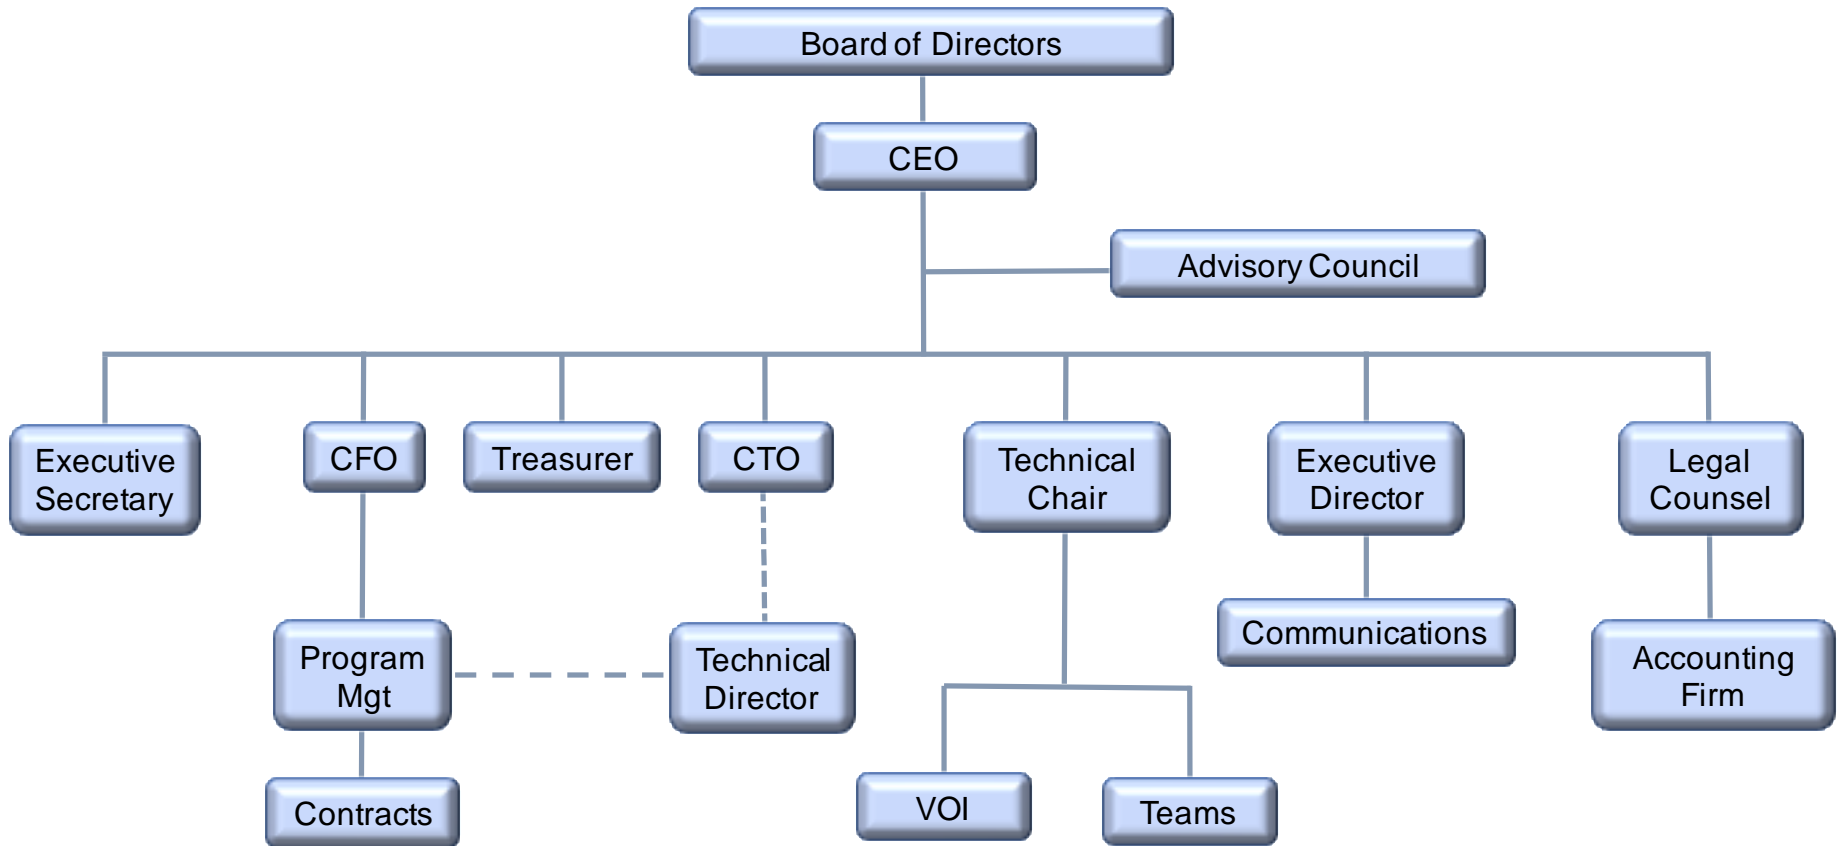 Board of Directors
CEO
Advisory Council
Executive
Secretary
CFO
Treasurer
CTO
Technical
Chair
Executive
Director
Legal
Counsel
Program
Mgt
Technical
Director
Communications
Accounting
Firm
Contracts
VOI
Teams